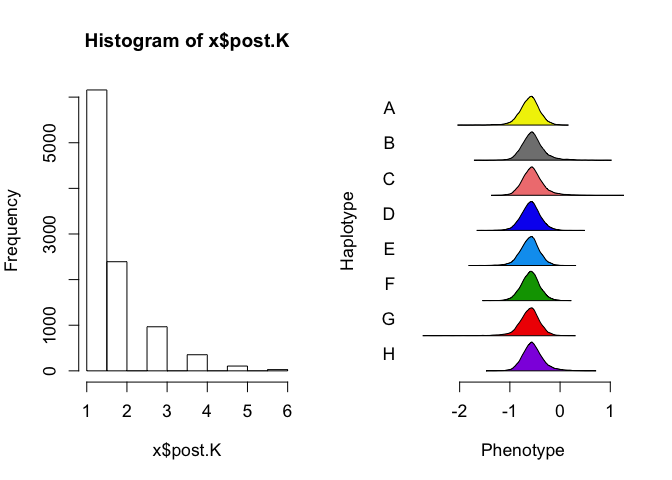 Histogram of x$post.K
Frequency
0
1000
3000
5000
1 2 3 4 5 6
x$post.K
Haplotype
A
B
C
D
E
F
G
H
-2 -1 0 1
Phenotype